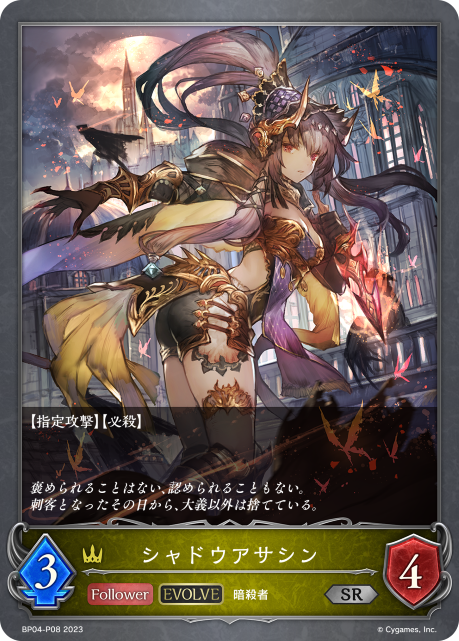 【指定攻撃】【必殺】
褒められることはない、認められることもない。
刺客となったその日から、大義以外は捨てている。
シャドウアサシン
3
Follower
EVOLVE
暗殺者
SR
4
BP04-P08 2023
© Cygames, Inc.